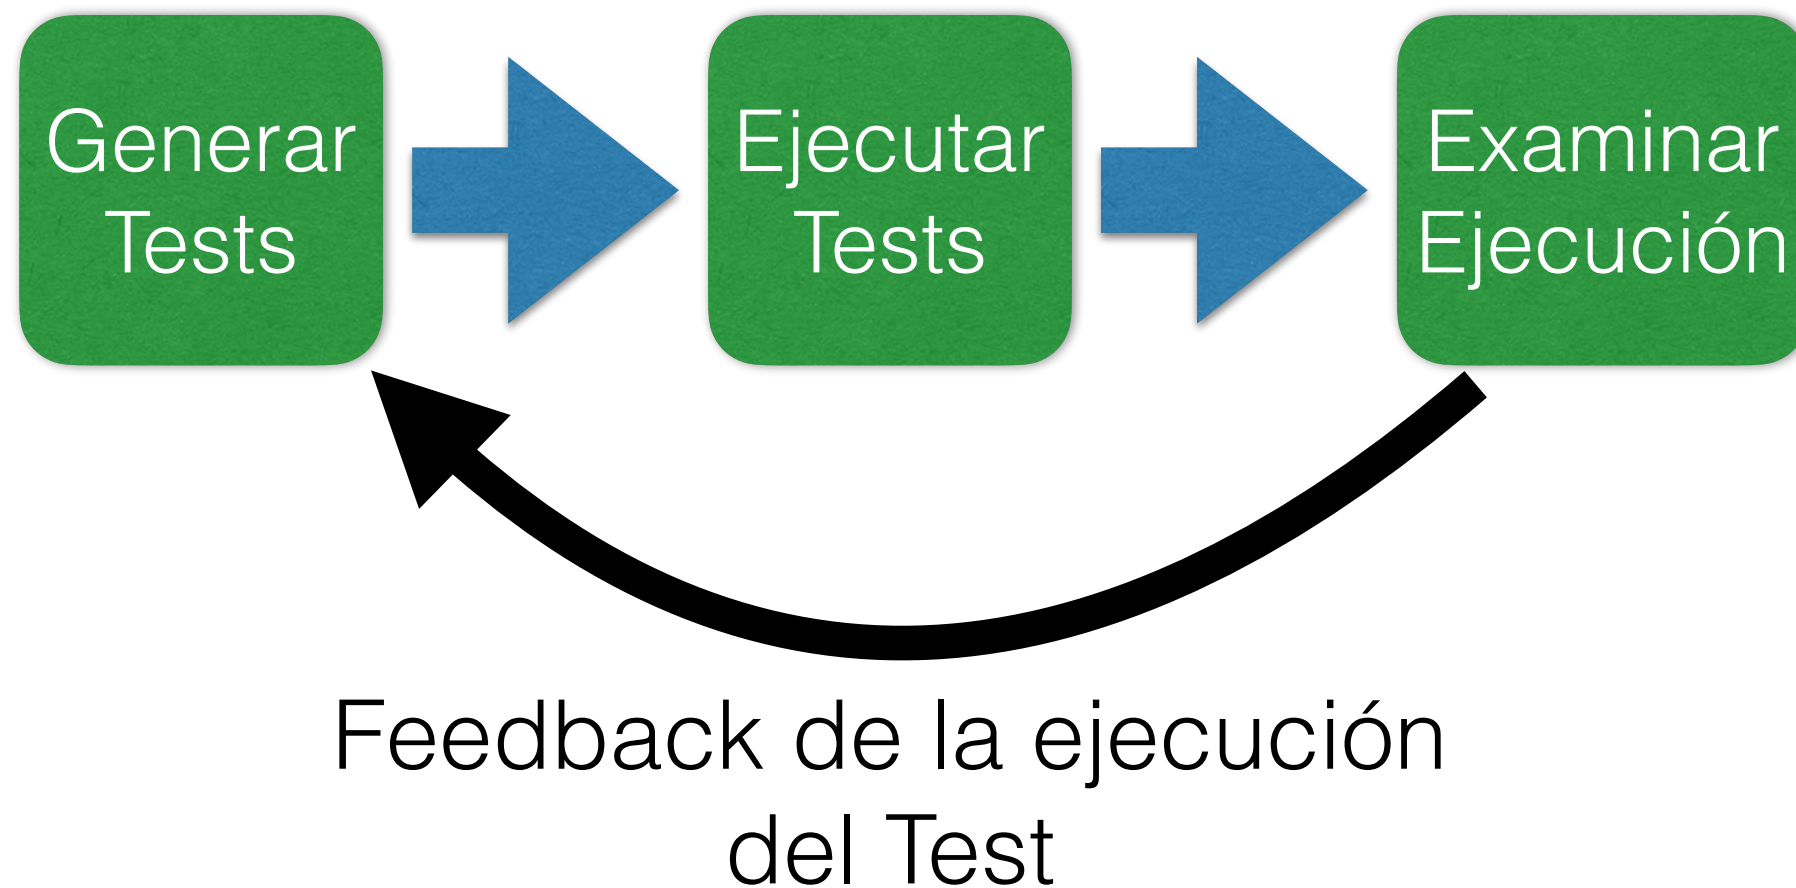 Generar
Tests
Ejecutar
Tests
Examinar
Ejecución
Feedback de la ejecución
del Test